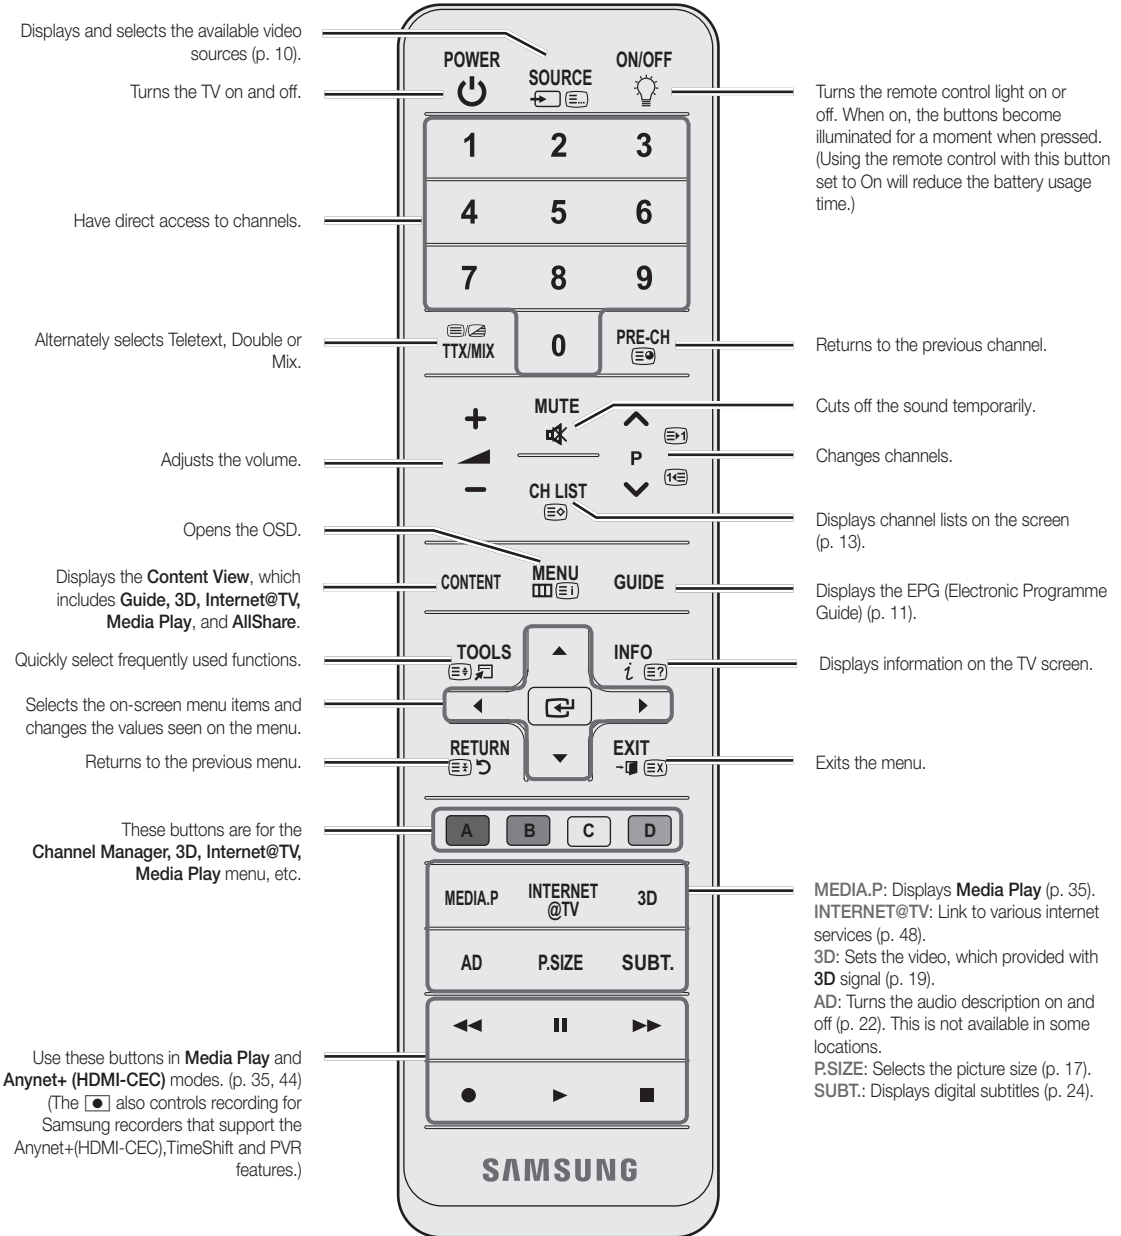 Displays and selects the available video
sources (p. 10).
Turns the TV on and off.
Have direct access to channels.
Alternately selects Teletext, Double or
Mix.
Adjusts the volume.
Opens the OSD.
Displays the Content View, which
includes Guide, 3D, Internet@TV,
Media Play, and AllShare.
Quickly select frequently used functions.
Selects the on-screen menu items and
changes the values seen on the menu.
Returns to the previous menu.
These buttons are for the
Channel Manager, 3D, Internet@TV,
Media Play menu, etc.
Use these buttons in Media Play and
Anynet+ (HDMI-CEC) modes. (p. 35, 44)
(The ● also controls recording for
Samsung recorders that support the
Anynet+(HDMI-CEC),TimeShift and PVR
features.)
POWER
SOURCE
ON/OFF
1 2 3
4 5 6
7 8 9
TTX/MIX
0
PRE-CH
MUTE
P
CH LIST
CONTENT
MENU
GUIDE
TOOLS
INFO
RETURN
EXIT
A B C D
MEDIA.P
INTERNET
@TV
3D
AD
P.SIZE
SUBT.
SAMSUNG
Turns the remote control light on or
off. When on, the buttons become
illuminated for a moment when pressed.
(Using the remote control with this button
set to On will reduce the battery usage
time.)
Returns to the previous channel.
Cuts off the sound temporarily.
Changes channels.
Displays channel lists on the screen
(p. 13).
Displays the EPG (Electronic Programme
Guide) (p. 11).
Displays information on the TV screen.
Exits the menu.
MEDIA.P: Displays Media Play (p. 35).
INTERNET@TV: Link to various internet
services (p. 48).
3D: Sets the video, which provided with
3D signal (p. 19).
AD: Turns the audio description on and
off (p. 22). This is not available in some
locations.
P.SIZE: Selects the picture size (p. 17).
SUBT.: Displays digital subtitles (p. 24).